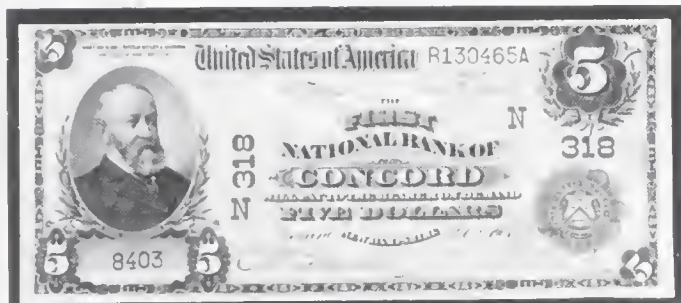 5 5
United States of America R130465A
THE
FIRST N
318 NATIONAL BANK OF 318
CONCORD
N FIVE DOLLARS
5 8403 5 5